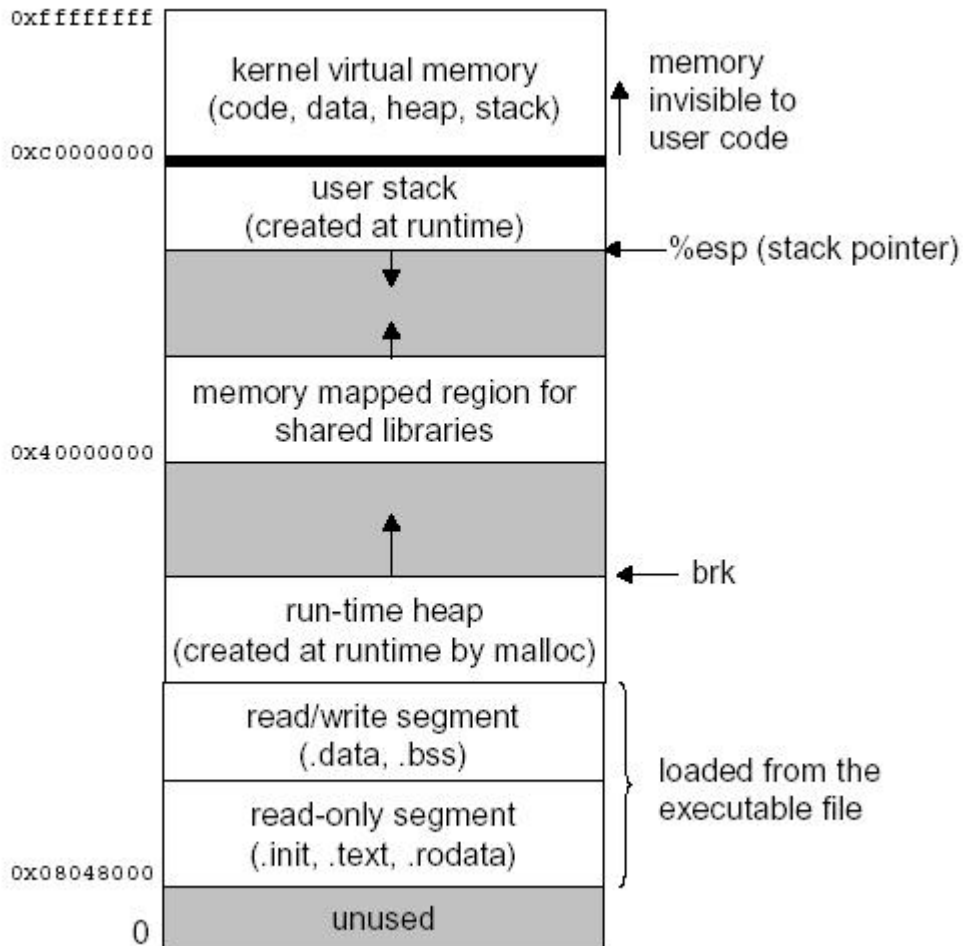 0xffffffff
kernel virtual memory
(code, data, heap, stack)
memory
invisible to
user code
0xc0000000
user stack
(created at runtime)
%esp (stack pointer)
memory mapped region for
shared libraries
0x40000000
brk
run-time heap
(created at runtime by malloc)
read/write segment
(.data, .bss)
loaded from the
executable file
read-only segment
(.init, .text, .rodata)
0x08048000
unused
0